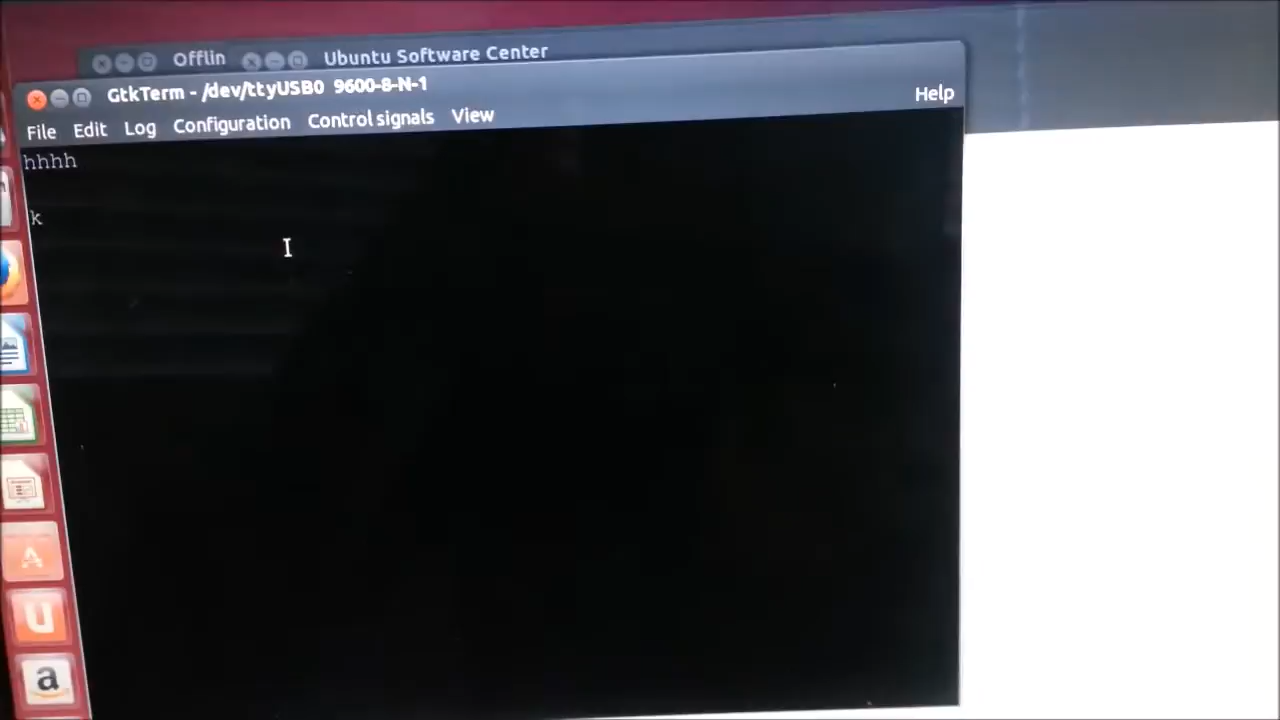 Offlin
Ubuntu Software Center
GtkTerm - /dev/ttyUSB0 9600-8-N-1
File Edit Log Configuration Control signals View Help
hhhh
k
A
U
a